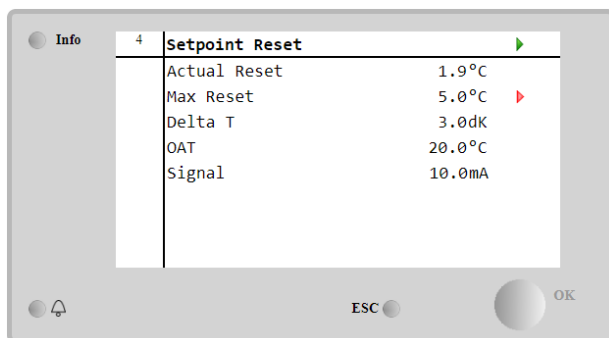 Info
4 Setpoint Reset
Actual Reset 1.9°C
Max Reset 5.0°C
Delta T 3.0dK
OAT 20.0°C
Signal 10.0mA
ESC OK